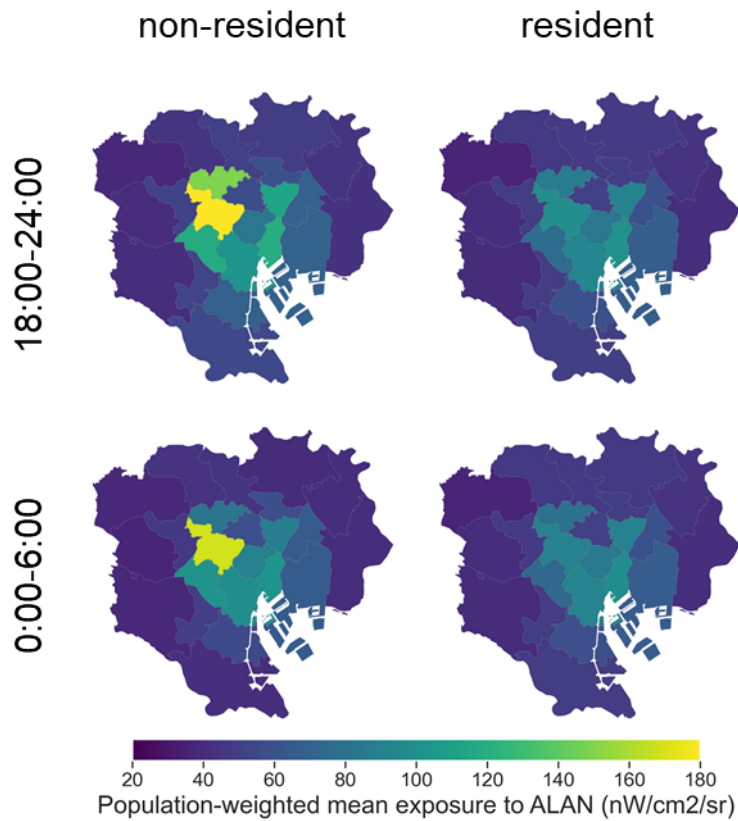 non-resident resident
18:00-24:00
0:00-6:00
20 40 60 80 100 120 140 160 180
Population-weighted mean exposure to ALAN (nW/cm2/sr)